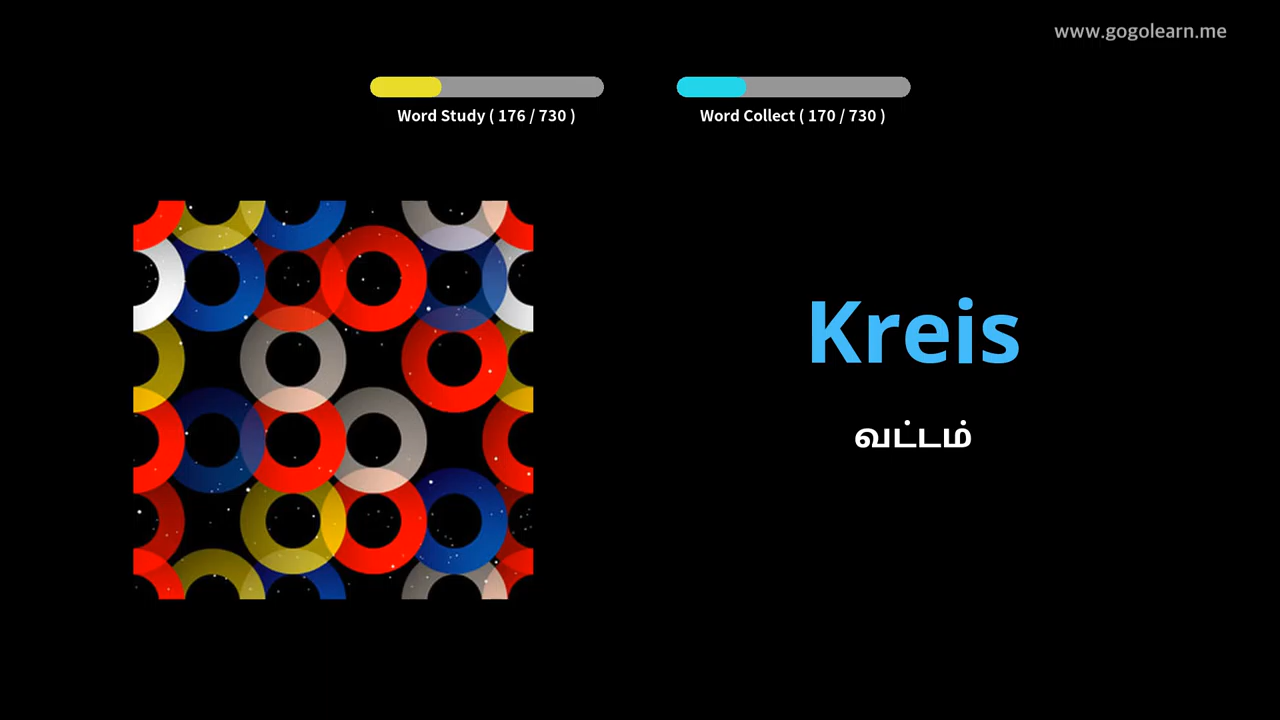 www.gogolearn.me
Word Study ( 176 / 730 )
Word Collect ( 170 / 730 )
Kreis
வட்டம்